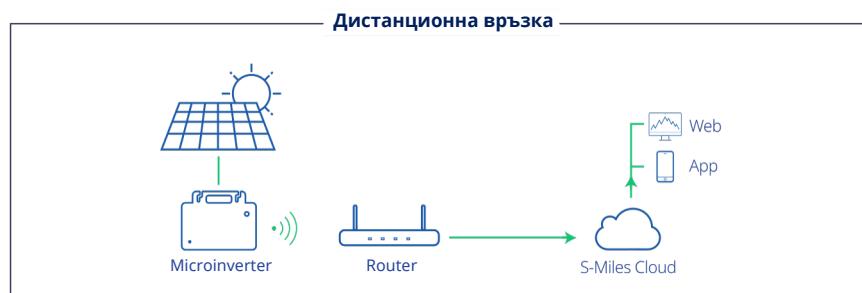 Дистанционна връзка
Web
App
Microinverter
Router
S-Miles Cloud